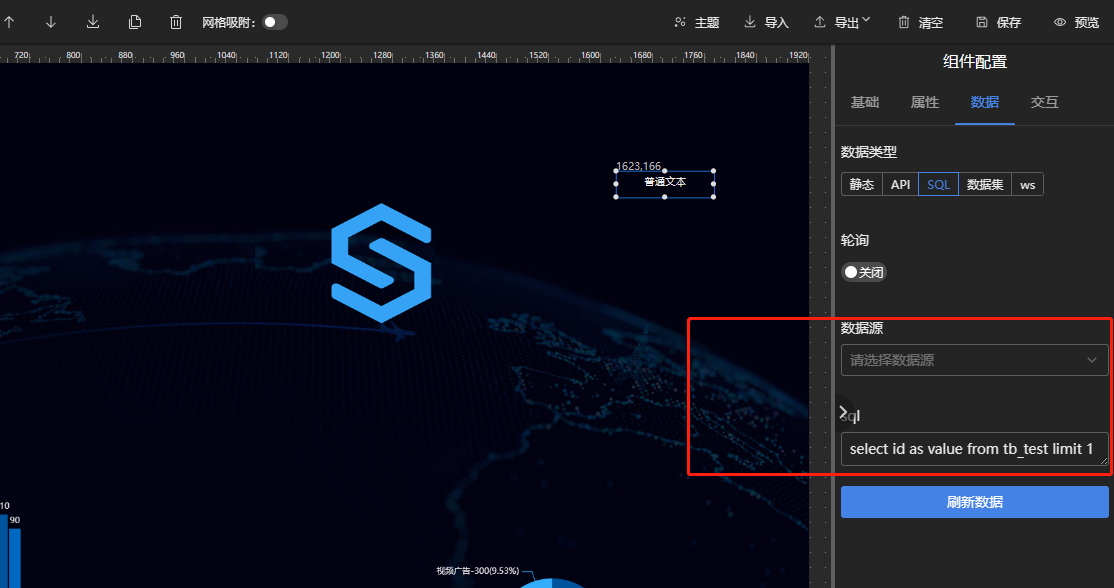 网格吸附: 主题 导入 导出 清空 保存 预览
720 800 880 960 1040 1120 1200 1280 1360 1440 1520 1600 1680 1760 1840 1920
组件配置
基础 属性 数据 交互
数据类型
静态 API SQL 数据集 ws
轮询
关闭
数据源
请选择数据源
sql
select id as value from tb_test limit 1
刷新数据
1623,166
普通文本
10
90
视频广告-300(9.53%)